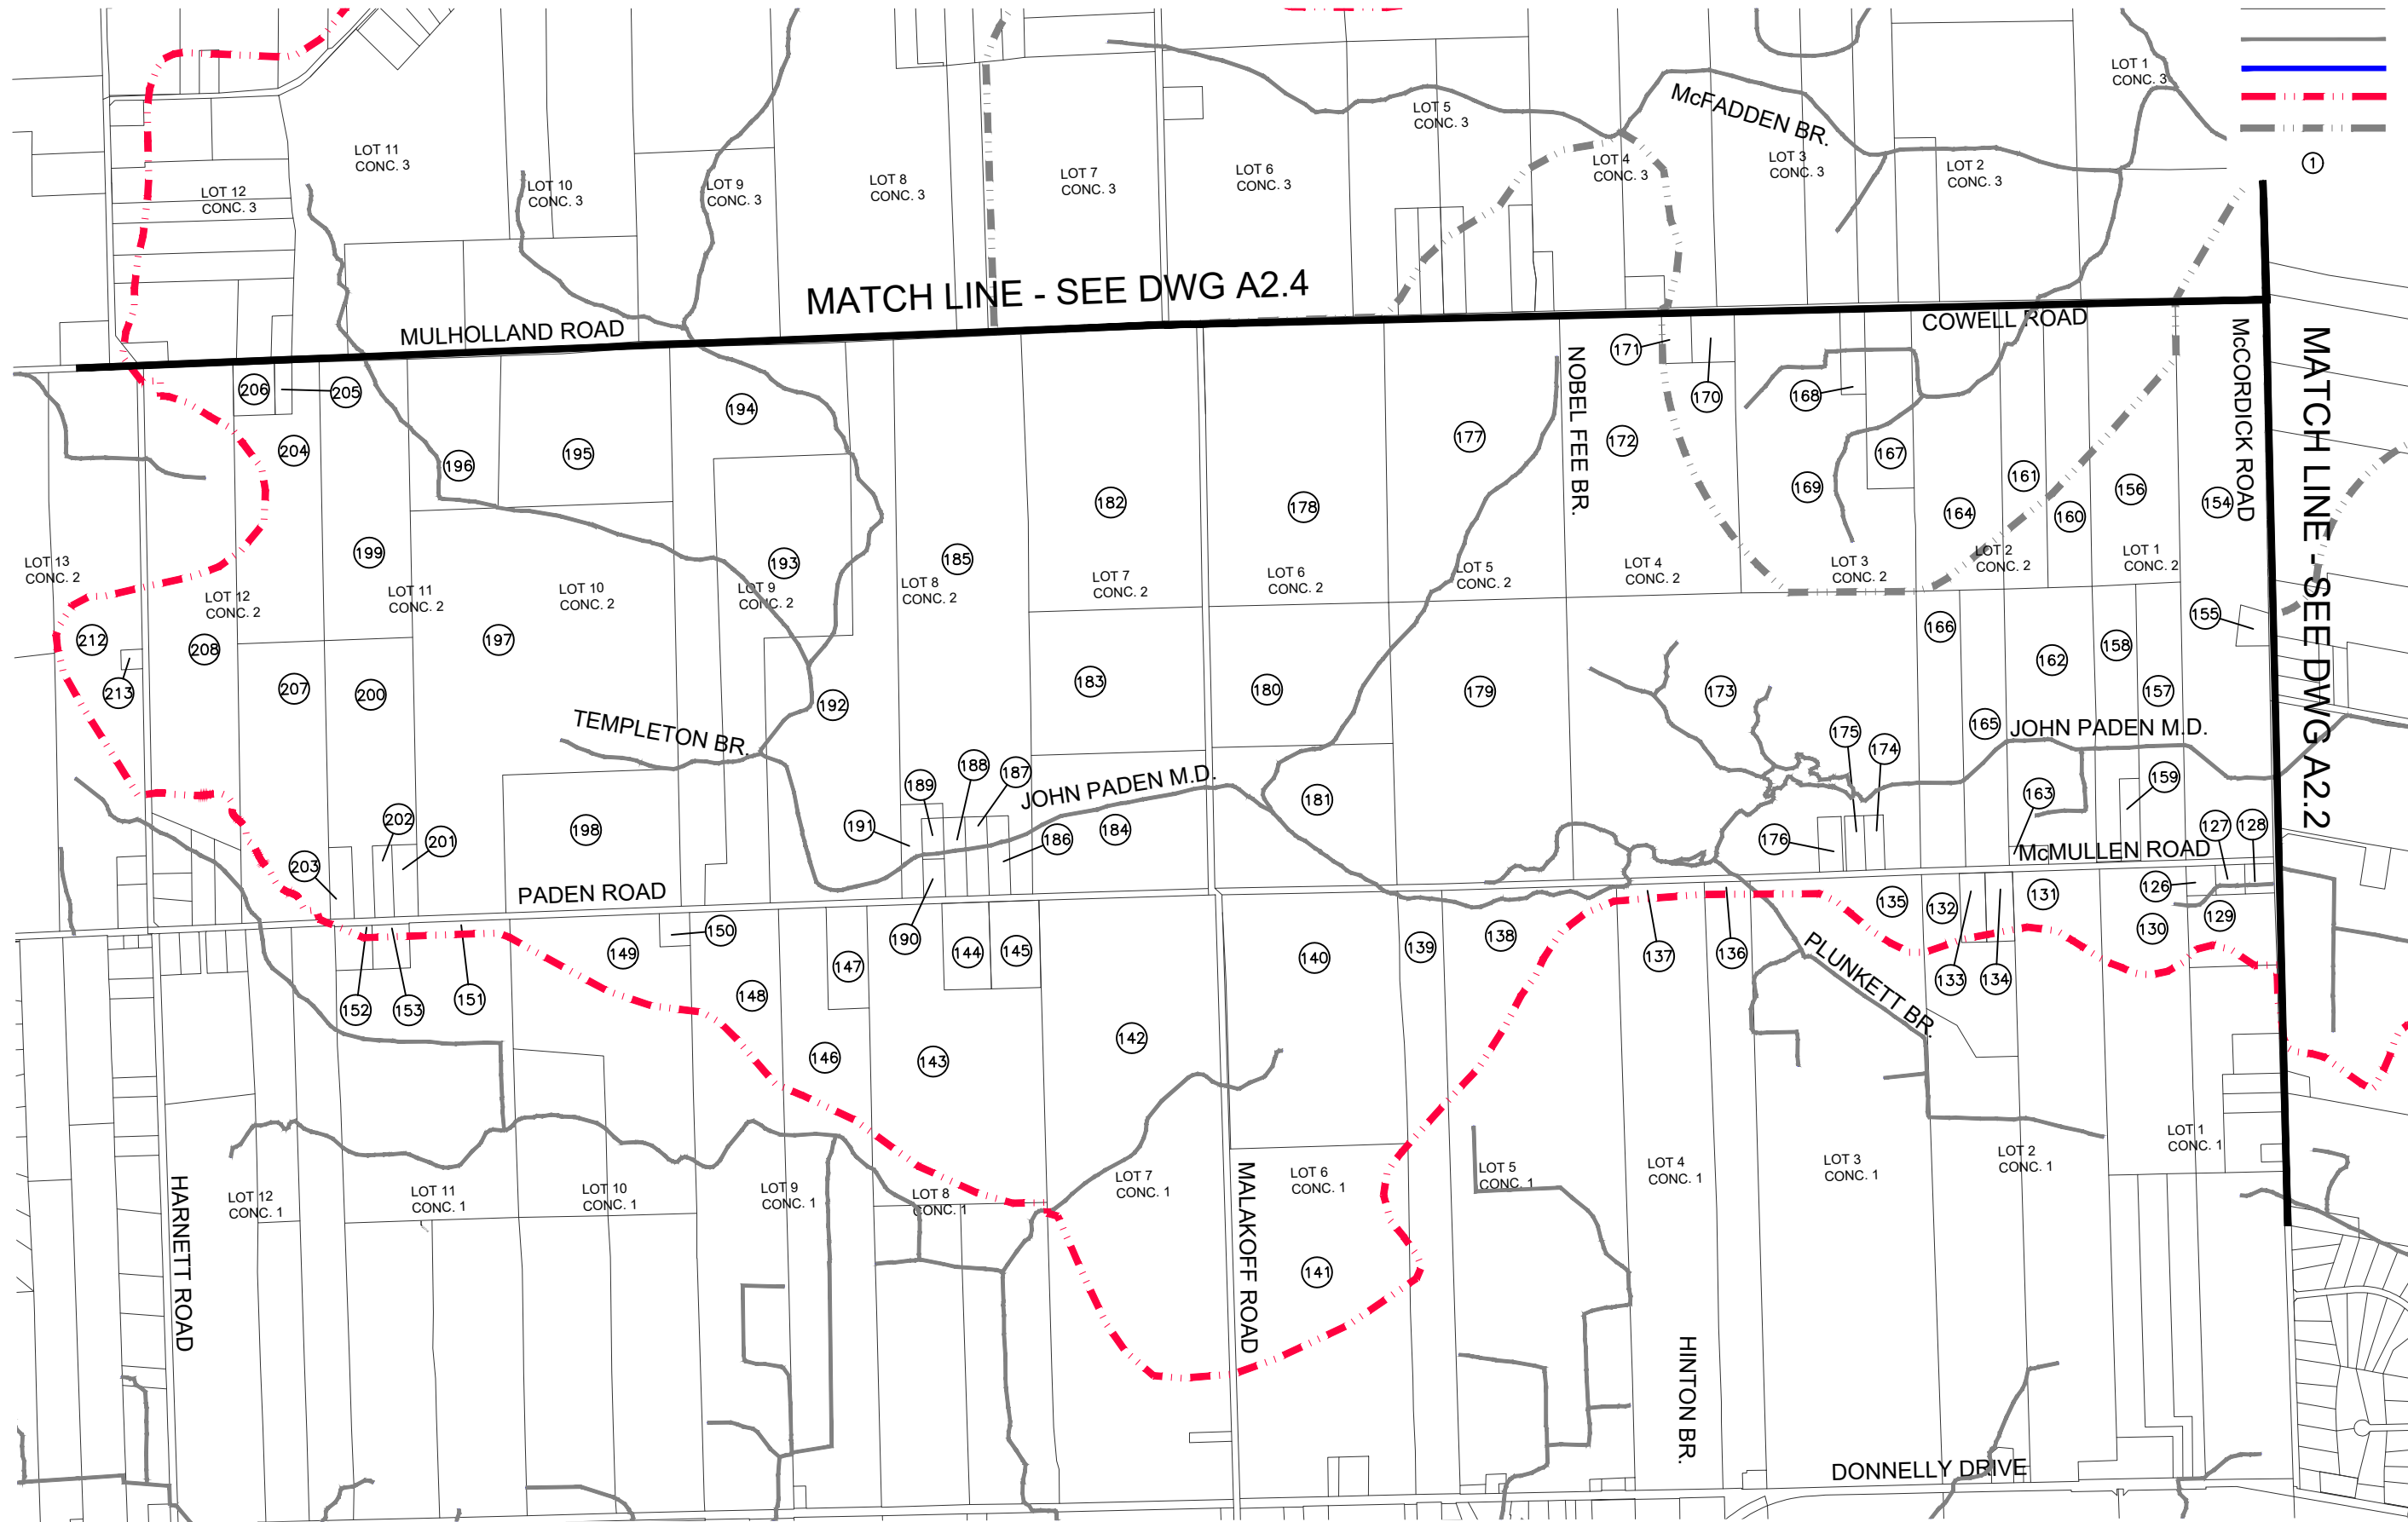 LOT 1
CONC. 3
McFADDEN BR.
LOT 5
CONC. 3
LOT 11
CONC. 3
LOT 4
CONC. 3
LOT 3
CONC. 3
LOT 2
CONC. 3
1
LOT 12
CONC. 3
LOT 10
CONC. 3
LOT 9
CONC. 3
LOT 8
CONC. 3
LOT 7
CONC. 3
LOT 6
CONC. 3
MATCH LINE - SEE DWG A2.4
MULHOLLAND ROAD
COWELL ROAD
McCORDICK ROAD
MATCH LINE - SEE DWG A2.2
NOBEL FEE BR.
171
170
168
206
205
194
204
196
195
177
172
167
169
161
164
160
156
154
182
178
199
193
185
LOT 13
CONC. 2
LOT 12
CONC. 2
LOT 11
CONC. 2
LOT 10
CONC. 2
LOT 9
CONC. 2
LOT 8
CONC. 2
LOT 7
CONC. 2
LOT 6
CONC. 2
LOT 5
CONC. 2
LOT 4
CONC. 2
LOT 3
CONC. 2
LOT 2
CONC. 2
LOT 1
CONC. 2
155
212
208
197
166
162
158
213
207
200
192
183
180
179
173
157
TEMPLETON BR.
165
JOHN PADEN M.D.
175
174
189
188
187
JOHN PADEN M.D.
181
163
159
191
186
184
202
201
198
203
176
McMULLEN ROAD
127
128
PADEN ROAD
126
190
150
149
147
144
145
140
139
138
137
136
135
132
131
133
134
130
129
PLUNKETT BR.
152
153
151
148
146
143
142
HARNETT ROAD
MALAKOFF ROAD
LOT 12
CONC. 1
LOT 11
CONC. 1
LOT 10
CONC. 1
LOT 9
CONC. 1
LOT 8
CONC. 1
LOT 7
CONC. 1
LOT 6
CONC. 1
LOT 5
CONC. 1
LOT 4
CONC. 1
LOT 3
CONC. 1
LOT 2
CONC. 1
LOT 1
CONC. 1
141
HINTON BR.
DONNELLY DRIVE